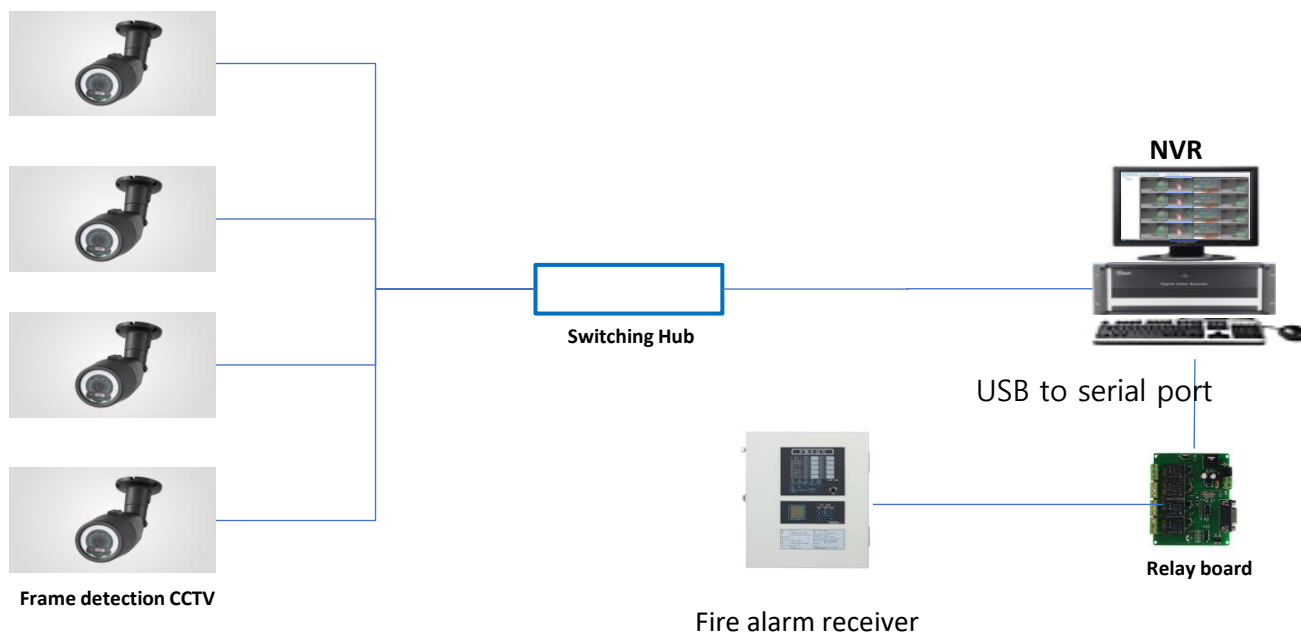 NVR
Switching Hub
USB to serial port
Relay board
Frame detection CCTV
Fire alarm receiver